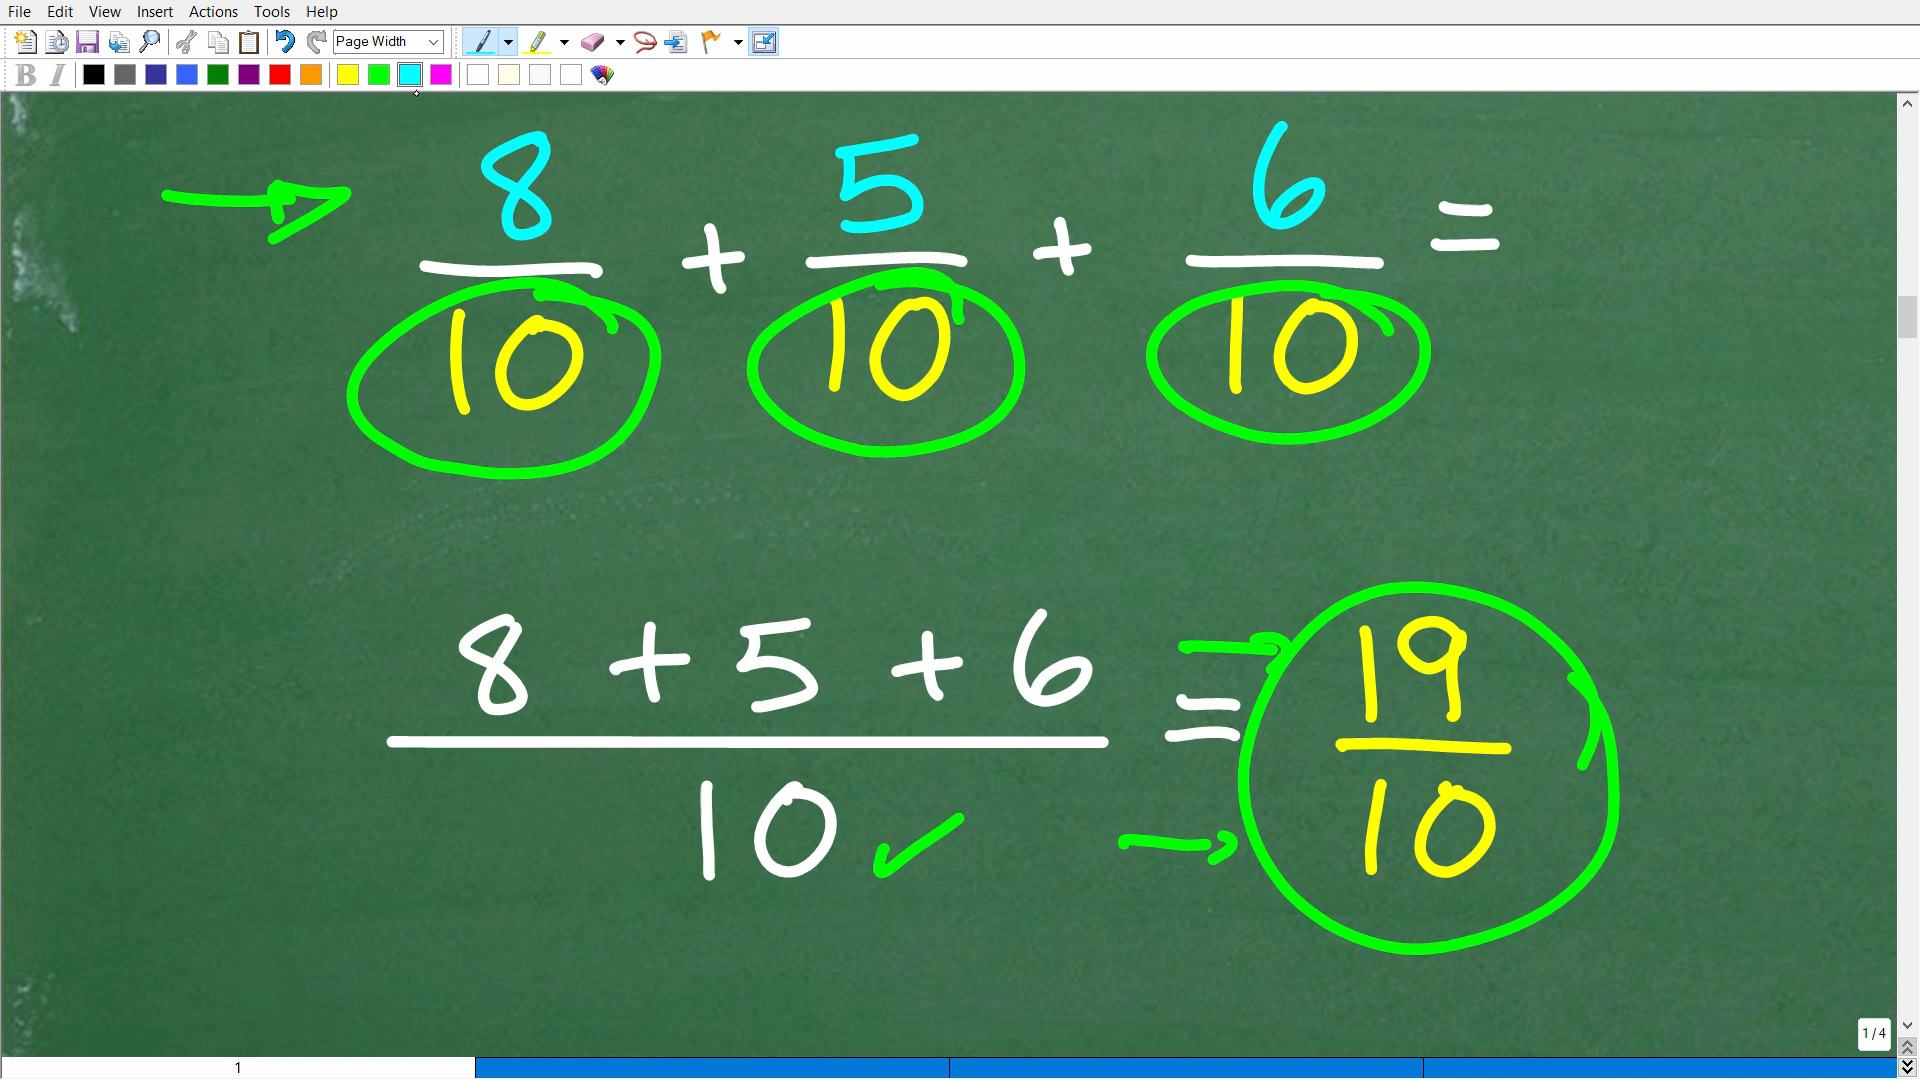 File Edit View Insert Actions Tools Help
Page Width
B I
8/10 + 5/10 + 6/10 =
8 + 5 + 6 / 10 = 19/10
1 / 4
1